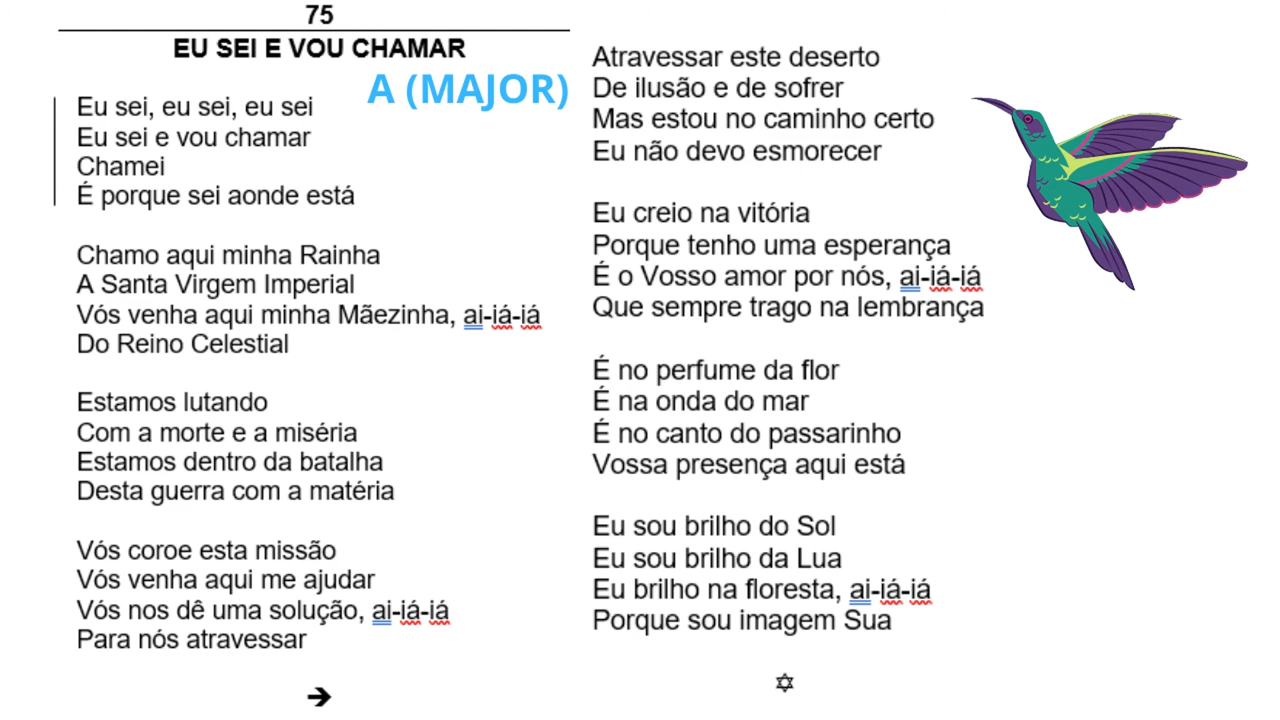 75
EU SEI E VOU CHAMAR
A (MAJOR)
Eu sei, eu sei, eu sei
Eu sei e vou chamar
Chamei
É porque sei aonde está
Chamo aqui minha Rainha
A Santa Virgem Imperial
Vós venha aqui minha Mãezinha, ai-iá-iá
Do Reino Celestial
Estamos lutando
Com a morte e a miséria
Estamos dentro da batalha
Desta guerra com a matéria
Vós coroe esta missão
Vós venha aqui me ajudar
Vós nos dê uma solução, ai-iá-iá
Para nós atravessar
Atravessar este deserto
De ilusão e de sofrer
Mas estou no caminho certo
Eu não devo esmorecer
Eu creio na vitória
Porque tenho uma esperança
É o Vosso amor por nós, ai-iá-iá
Que sempre trago na lembrança
É no perfume da flor
É na onda do mar
É no canto do passarinho
Vossa presença aqui está
Eu sou brilho do Sol
Eu sou brilho da Lua
Eu brilho na floresta, ai-iá-iá
Porque sou imagem Sua